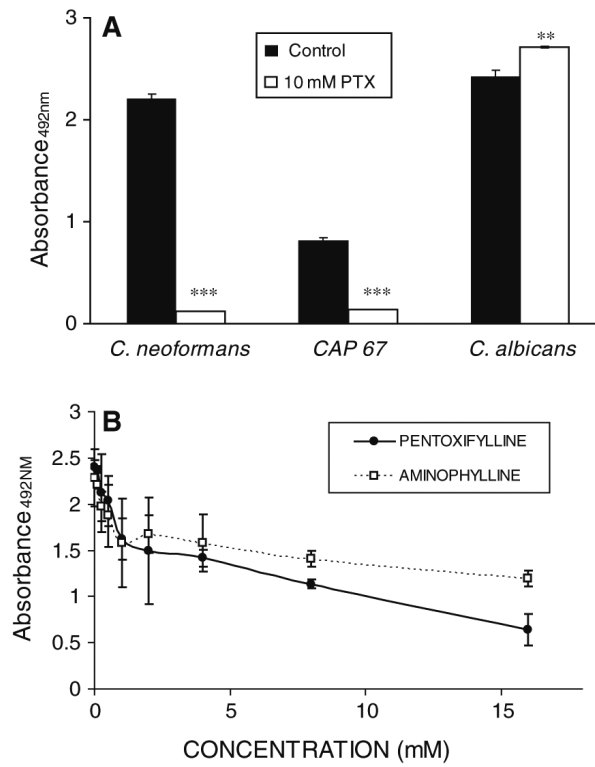 A
Control
10 mM PTX
Absorbance492nm
3
2
1
0
***
***
**
C. neoformans
CAP 67
C. albicans
B
PENTOXIFYLLINE
AMINOPHYLLINE
Absorbance492NM
3
2.5
2
1.5
1
0.5
0
0 5 10 15
CONCENTRATION (mM)